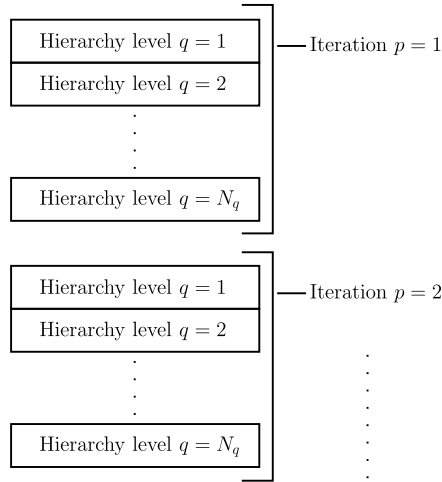 Hierarchy level q = 1
Iteration p = 1
Hierarchy level q = 2
Hierarchy level q = N_q
Hierarchy level q = 1
Iteration p = 2
Hierarchy level q = 2
Hierarchy level q = N_q